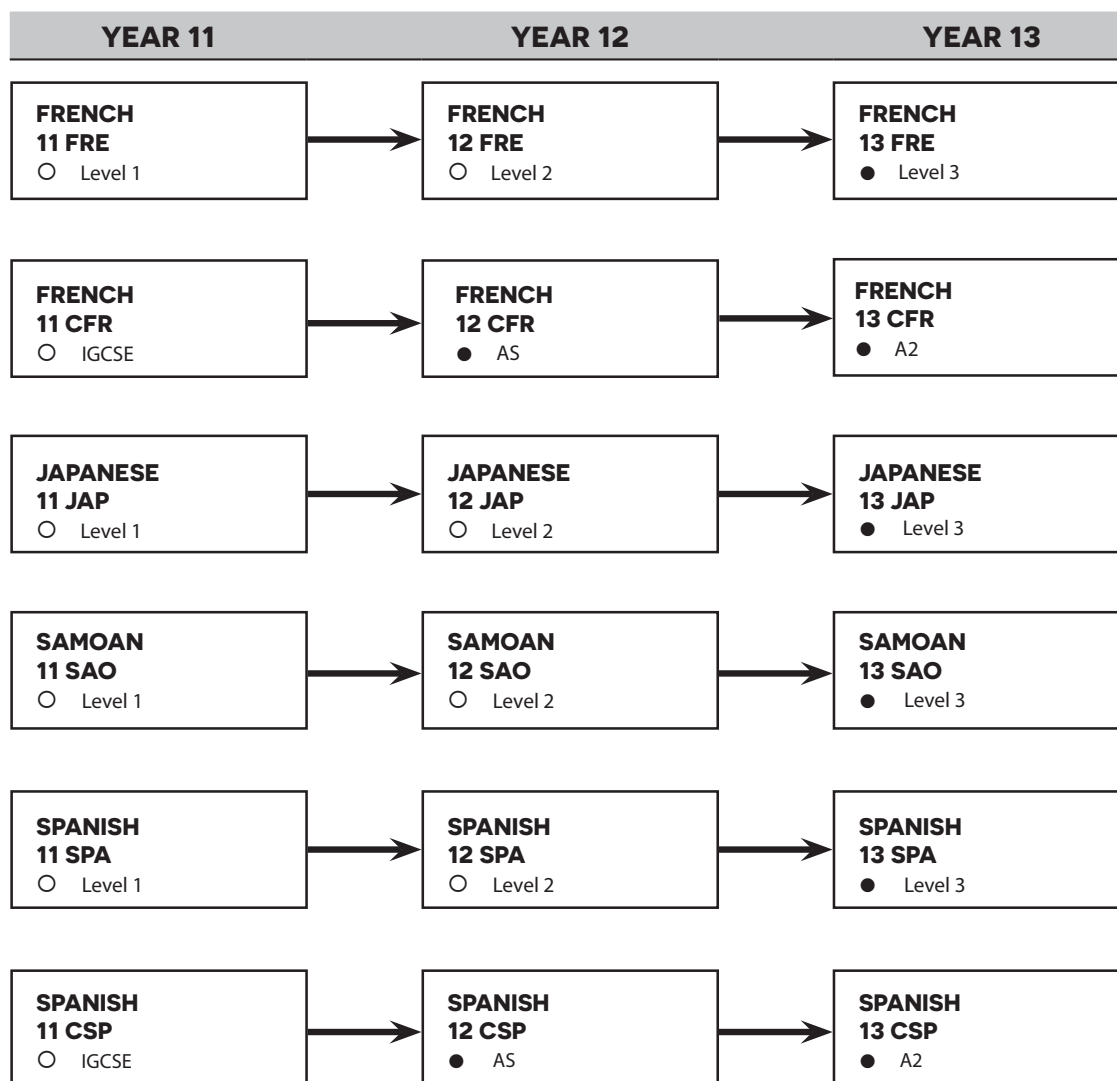 YEAR 11 YEAR 12 YEAR 13
FRENCH
11 FRE
○ Level 1
FRENCH
12 FRE
○ Level 2
FRENCH
13 FRE
● Level 3
FRENCH
11 CFR
○ IGCSE
FRENCH
12 CFR
● AS
FRENCH
13 CFR
● A2
JAPANESE
11 JAP
○ Level 1
JAPANESE
12 JAP
○ Level 2
JAPANESE
13 JAP
● Level 3
SAMOAN
11 SAO
○ Level 1
SAMOAN
12 SAO
○ Level 2
SAMOAN
13 SAO
● Level 3
SPANISH
11 SPA
○ Level 1
SPANISH
12 SPA
○ Level 2
SPANISH
13 SPA
● Level 3
SPANISH
11 CSP
○ IGCSE
SPANISH
12 CSP
● AS
SPANISH
13 CSP
● A2